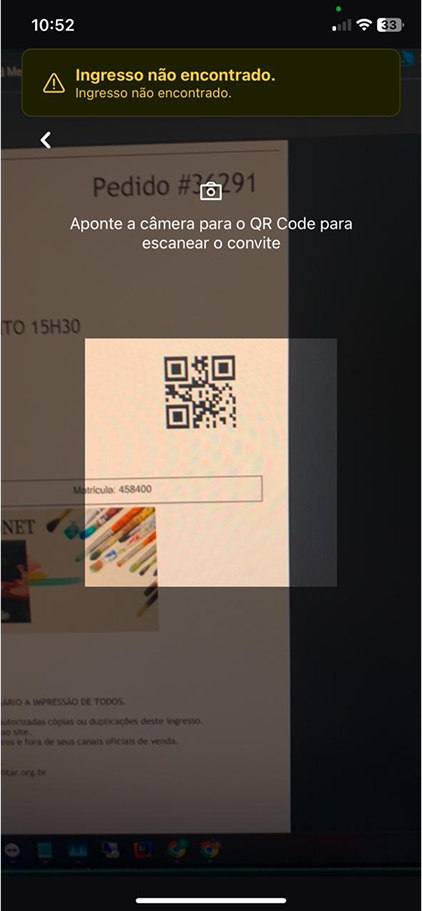 10:52
33
Ingresso não encontrado.
Ingresso não encontrado.
Pedido #36291
Aponte a câmera para o QR Code para
escanear o convite
TO 15H30
Matrícula: 458400
NET
ÁRIO A IMPRESSÃO DE TODOS.
autorizadas cópias ou duplicações deste ingresso.
ao site.
ros e fora de seus canais oficiais de venda.
litar.org.br